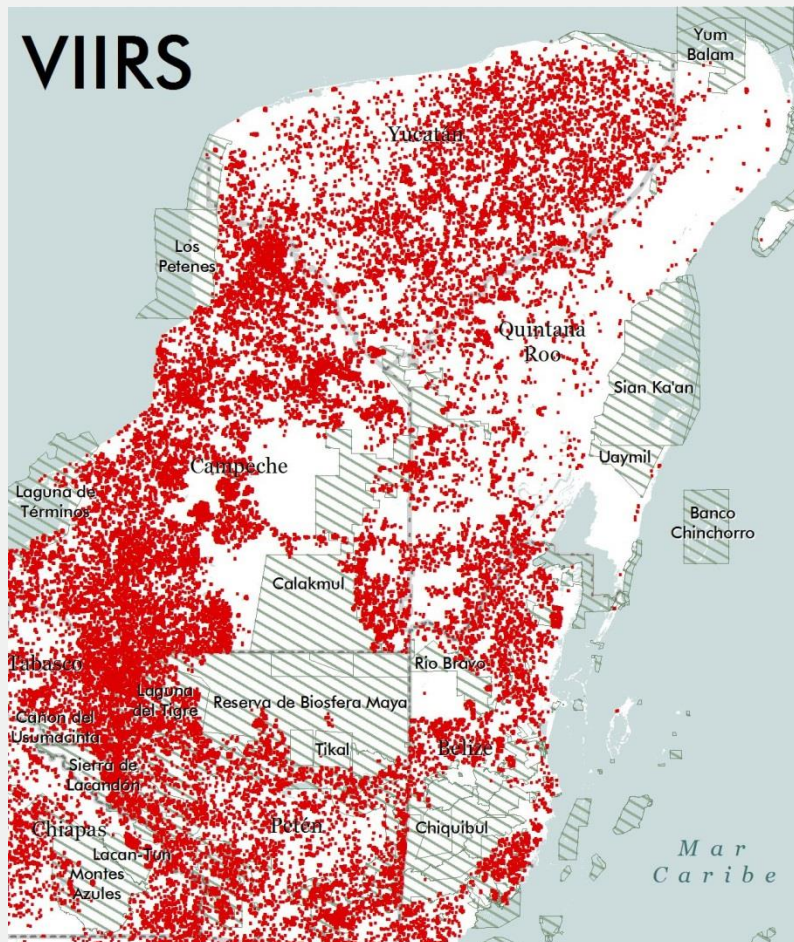 VIIRS
Yum
Balam
Yucatán
Los
Petenes
Quintana
Roo
Sian Ka'an
Uaymil
Campeche
Laguna de
Términos
Banco
Chinchorro
Calakmul
Rio Bravo
Tabasco
Laguna
del Tigre
Reserva de Biosfera Maya
Cañon del
Usumacinta
Tikal
Belize
Sierra de
Lacandón
Chiapas
Petén
Chiquibul
Lacan-Tun
Montes
Azules
Mar
Caribe